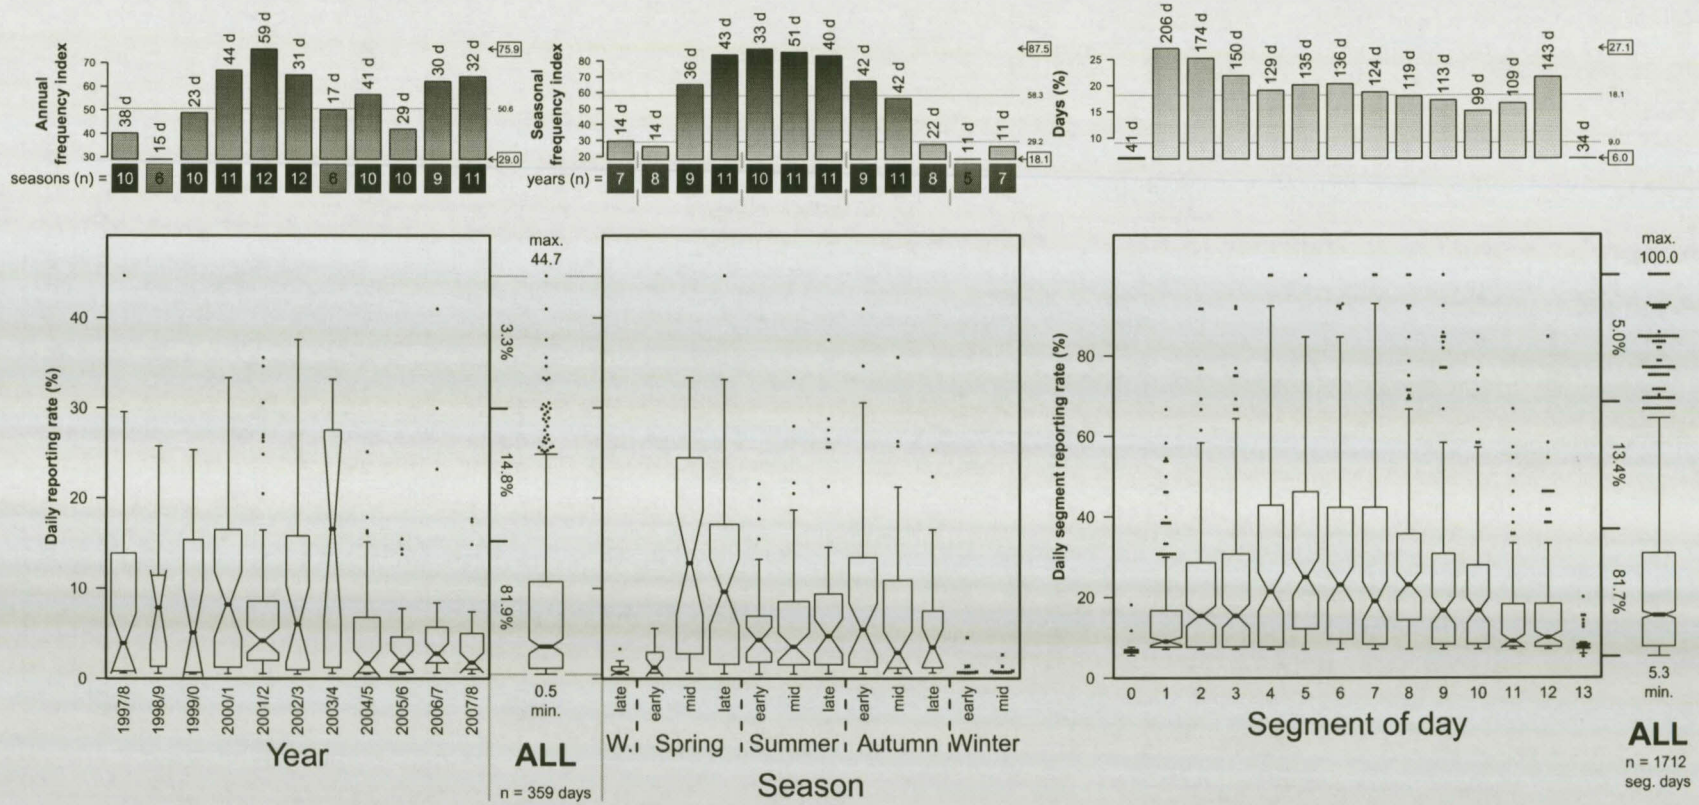 38 d
15 d
23 d
44 d
59 d
31 d
17 d
41 d
29 d
30 d
32 d
Annual
frequency index
70
60
50
40
30
75.9
50.6
29.0
seasons (n) = 10 6 10 11 12 12 6 10 10 9 11
14 d
14 d
36 d
43 d
33 d
51 d
40 d
42 d
42 d
22 d
11 d
11 d
Seasonal
frequency index
80
70
60
50
40
30
20
87.5
58.3
29.2
18.1
years (n) = 7 8 9 11 10 11 11 9 11 8 5 7
41 d
206 d
174 d
150 d
129 d
135 d
136 d
124 d
119 d
113 d
99 d
109 d
143 d
34 d
Days (%)
25
20
15
10
27.1
18.1
9.0
6.0
Daily reporting rate (%)
40
30
20
10
0
1997/8
1998/9
1999/0
2000/1
2001/2
2002/3
2003/4
2004/5
2005/6
2006/7
2007/8
Year
max.
44.7
3.3%
14.8%
81.9%
0.5
min.
ALL
n = 359 days
late
early
mid
late
early
mid
late
early
mid
late
early
mid
W. Spring Summer Autumn Winter
Season
Daily segment reporting rate (%)
80
60
40
20
0
0 1 2 3 4 5 6 7 8 9 10 11 12 13
Segment of day
max.
100.0
5.0%
13.4%
81.7%
5.3
min.
ALL
n = 1712
seg. days